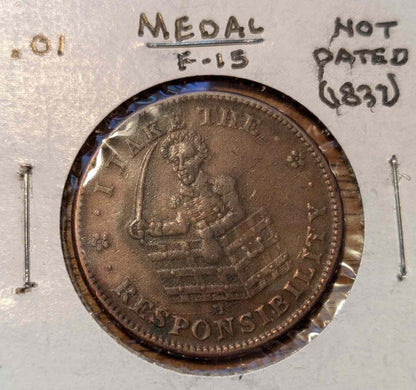 .01
MEDAL
F-15
NOT
DATED
(1837)
I TAKE THE
RESPONSIBILITY